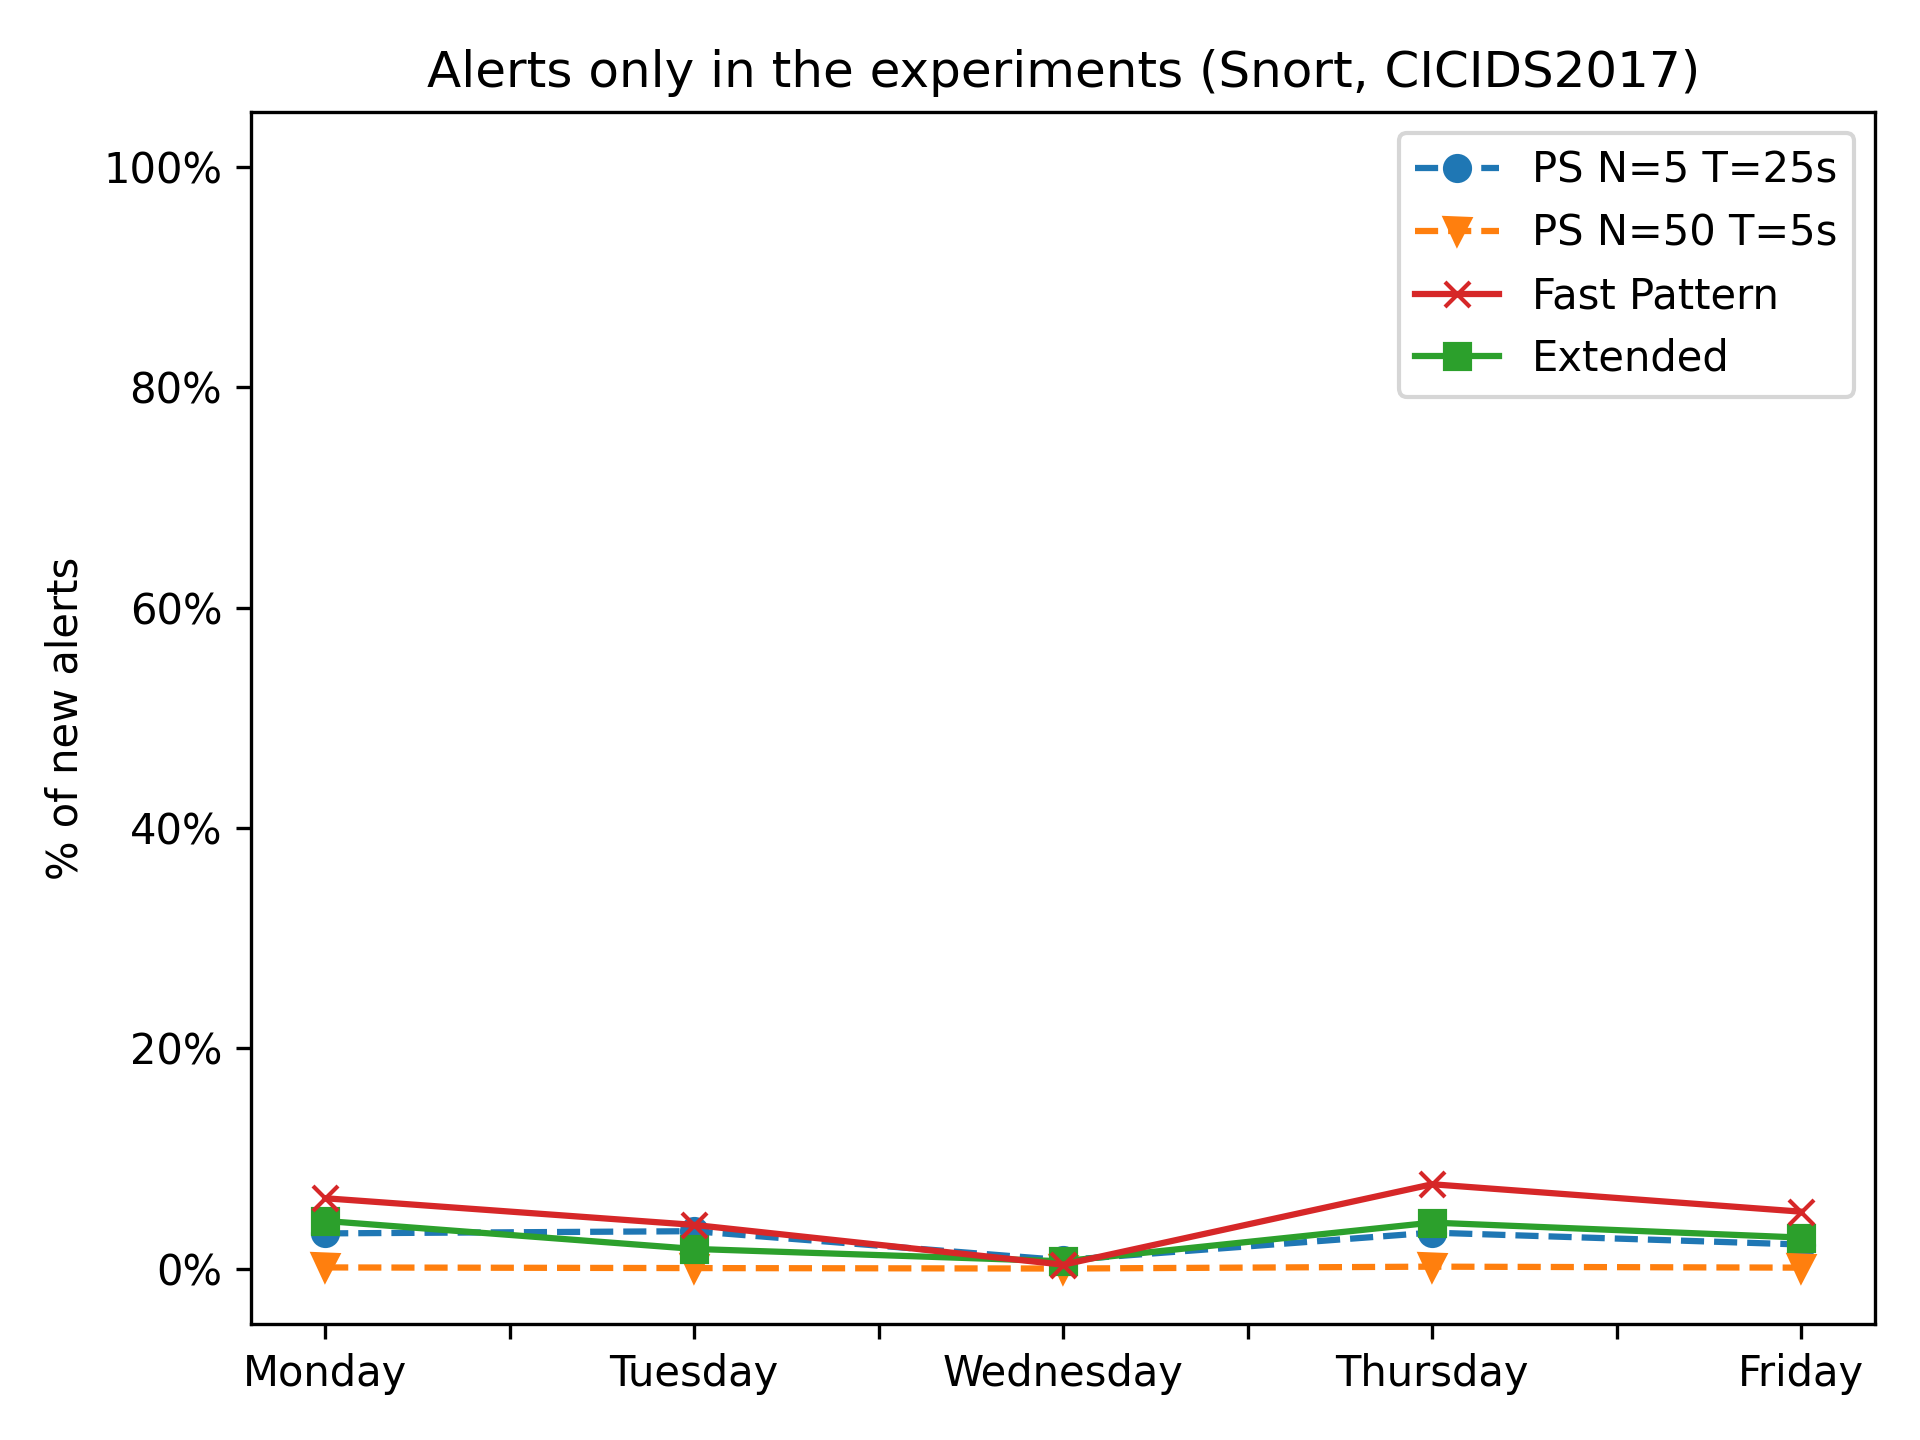 Alerts only in the experiments (Snort, CICIDS2017)
PS N=5 T=25s
PS N=50 T=5s
Fast Pattern
Extended
% of new alerts
100%
80%
60%
40%
20%
0%
Monday Tuesday Wednesday Thursday Friday